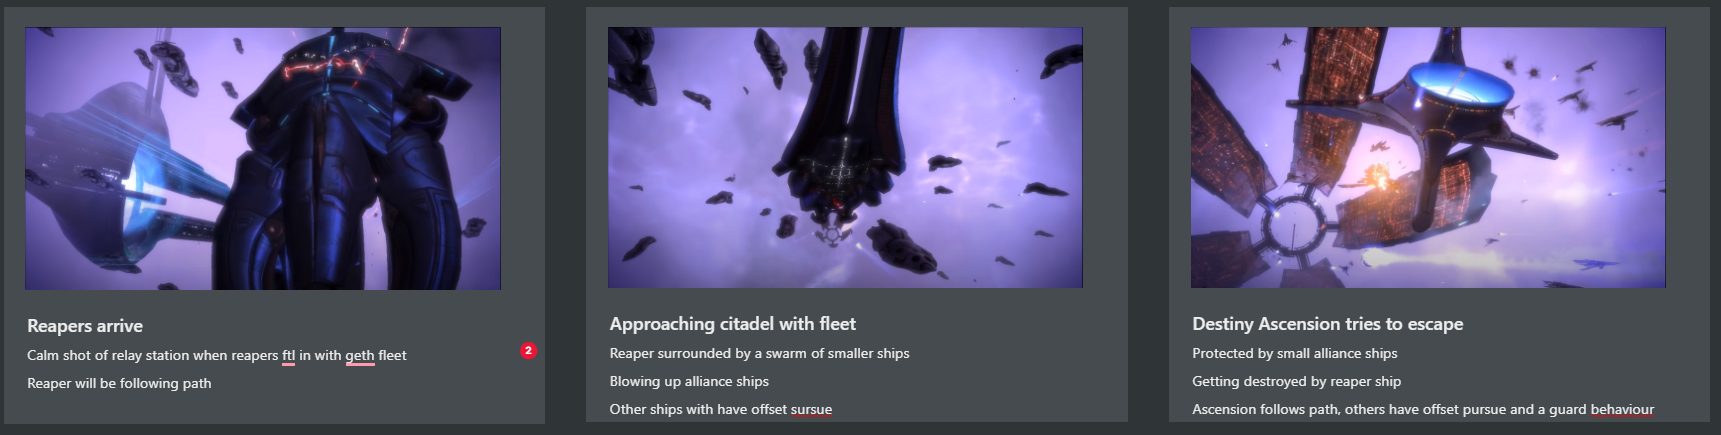 Reapers arrive
Calm shot of relay station when reapers ftl in with geth fleet
2
Reaper will be following path
Approaching citadel with fleet
Reaper surrounded by a swarm of smaller ships
Blowing up alliance ships
Other ships with have offset sursue
Destiny Ascension tries to escape
Protected by small alliance ships
Getting destroyed by reaper ship
Ascension follows path, others have offset pursue and a guard behaviour